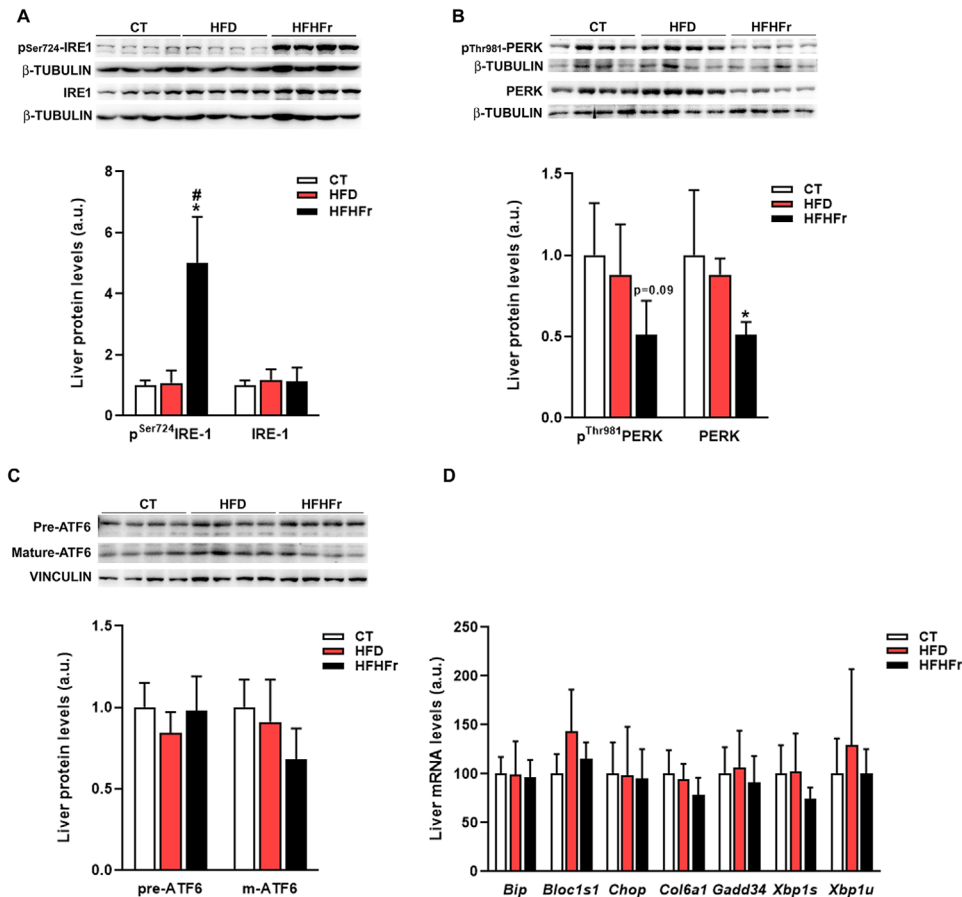 A
CT HFD HFHFr
pSer724-IRE1
β-TUBULIN
IRE1
β-TUBULIN
8
6
4
2
0
Liver protein levels (a.u.)
#
*
CT
HFD
HFHFr
pSer724IRE-1 IRE-1
B
CT HFD HFHFr
pThr981-PERK
β-TUBULIN
PERK
β-TUBULIN
1.5
1.0
0.5
0.0
Liver protein levels (a.u.)
p=0.09
*
CT
HFD
HFHFr
pThr981PERK PERK
C
CT HFD HFHFr
Pre-ATF6
Mature-ATF6
VINCULIN
1.5
1.0
0.5
0.0
Liver protein levels (a.u.)
CT
HFD
HFHFr
pre-ATF6 m-ATF6
D
250
200
150
100
50
0
Liver mRNA levels (a.u.)
CT
HFD
HFHFr
Bip Bloc1s1 Chop Col6a1 Gadd34 Xbp1s Xbp1u